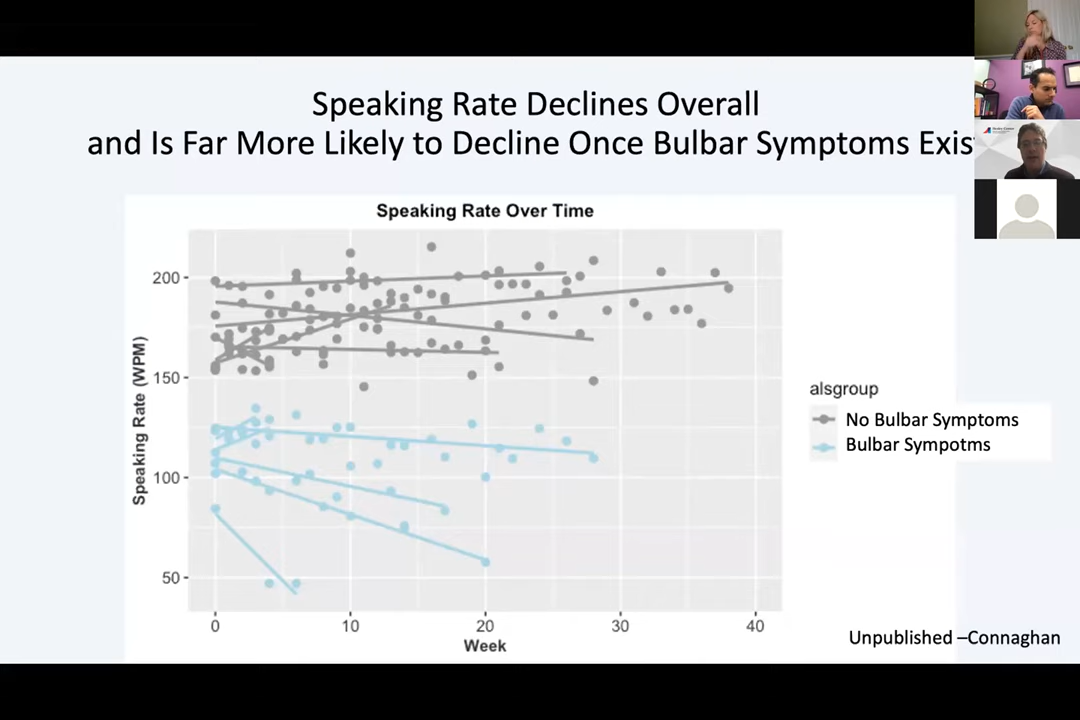 Speaking Rate Declines Overall
and Is Far More Likely to Decline Once Bulbar Symptoms Exis
Speaking Rate Over Time
200
150
100
50
Speaking Rate (WPM)
0 10 20 30 40
Week
alsgroup
No Bulbar Symptoms
Bulbar Sympotms
Unpublished –Connaghan